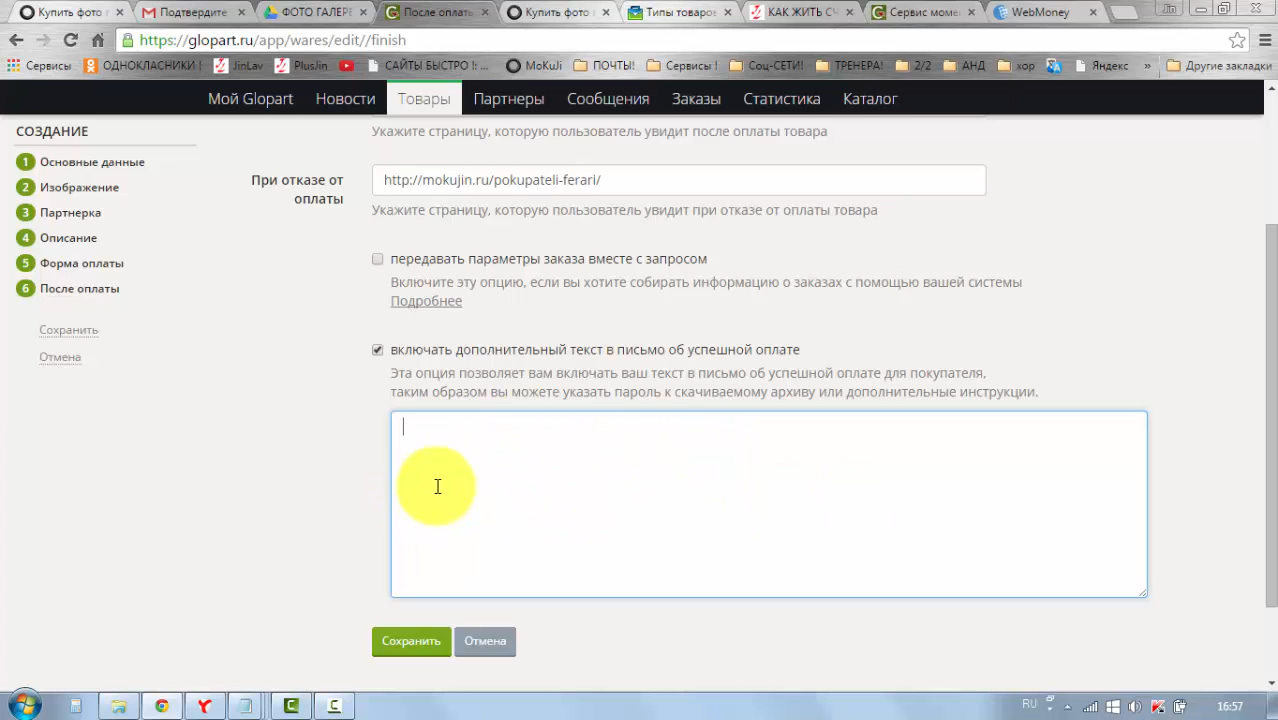 Купить фото г
Подтвердите
ФОТО ГАЛЕР
После оплать
Купить фото г
Типы товаров
КАК ЖИТЬ СЧ
Сервис момен
WebMoney
https://glopart.ru/app/wares/edit//finish
Сервисы
ОДНОКЛАСНИКИ
JinLav
PlusJin
САЙТЫ БЫСТРО !: ...
MoKuJi
ПОЧТЫ!
Сервисы !
Соц-СЕТИ!
ТРЕНЕРА!
2/2
АНД
хор
Яндекс
»
Другие закладки
Мой Glopart
Новости
Товары
Партнеры
Сообщения
Заказы
Статистика
Каталог
СОЗДАНИЕ
1 Основные данные
2 Изображение
3 Партнерка
4 Описание
5 Форма оплаты
6 После оплаты
Сохранить
Отмена
Укажите страницу, которую пользователь увидит после оплаты товара
При отказе от
оплаты
http://mokujin.ru/pokupateli-ferari/
Укажите страницу, которую пользователь увидит при отказе от оплаты товара
передавать параметры заказа вместе с запросом
Включите эту опцию, если вы хотите собирать информацию о заказах с помощью вашей системы
Подробнее
включать дополнительный текст в письмо об успешной оплате
Эта опция позволяет вам включать ваш текст в письмо об успешной оплате для покупателя,
таким образом вы можете указать пароль к скачиваемому архиву или дополнительные инструкции.
Сохранить
Отмена
RU
16:57